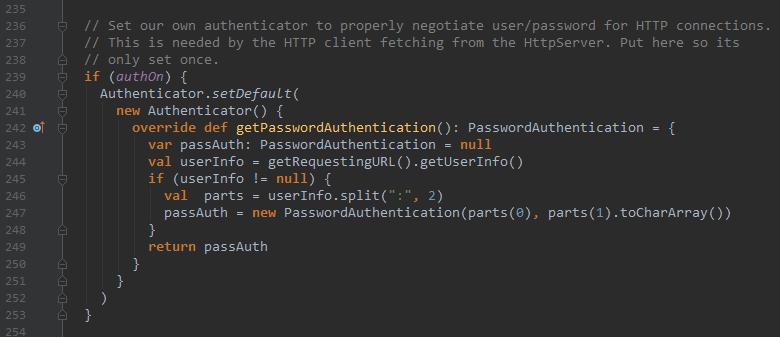 235
236 // Set our own authenticator to properly negotiate user/password for HTTP connections.
237 // This is needed by the HTTP client fetching from the HttpServer. Put here so its
238 // only set once.
239 if (authOn) {
240   Authenticator.setDefault(
241     new Authenticator() {
242       override def getPasswordAuthentication(): PasswordAuthentication = {
243         var passAuth: PasswordAuthentication = null
244         val userInfo = getRequestingURL().getUserInfo()
245         if (userInfo != null) {
246           val  parts = userInfo.split(":", 2)
247           passAuth = new PasswordAuthentication(parts(0), parts(1).toCharArray())
248         }
249         return passAuth
250       }
251     }
252   )
253 }
254